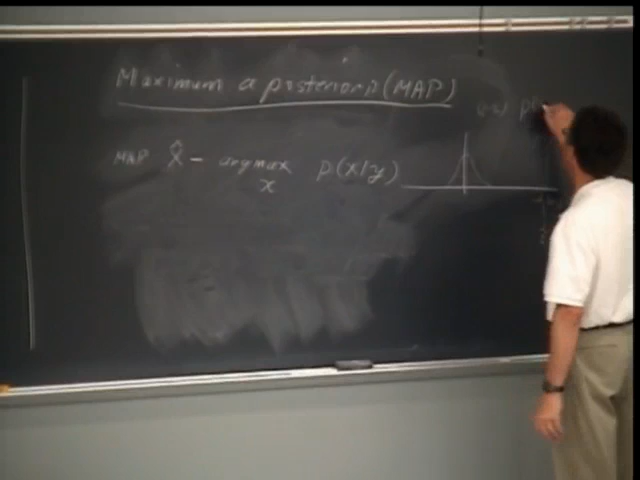 Maximum a posteriori (MAP)
MAP x̂ = argmax p(x/y)
x